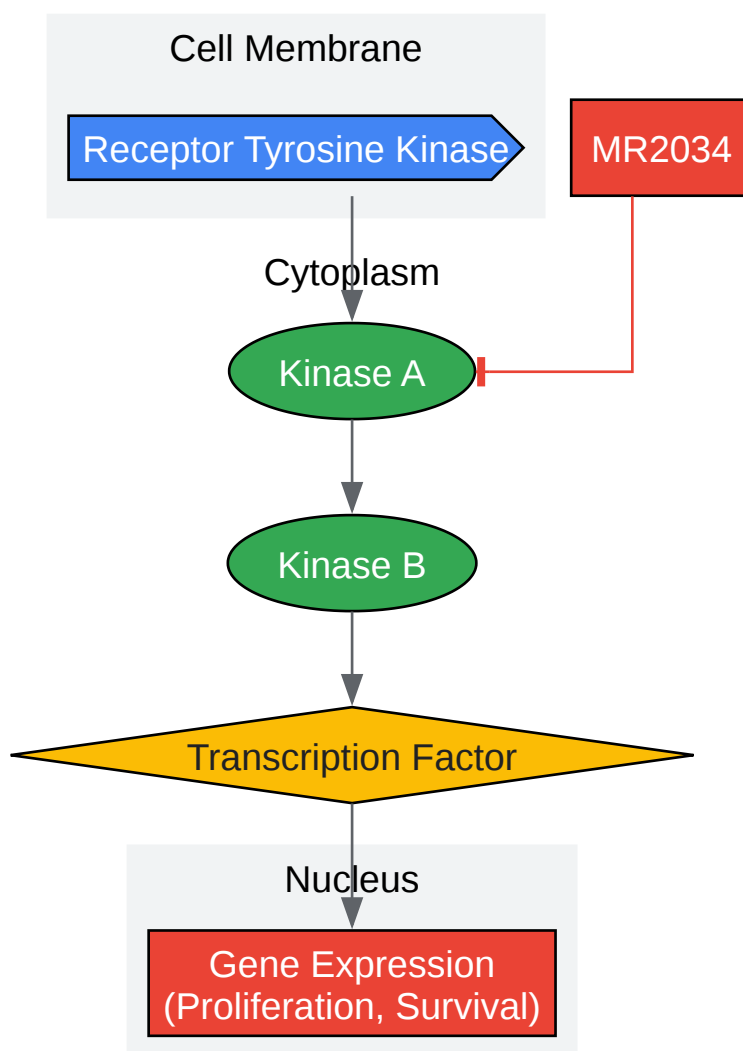 Cell Membrane
Receptor Tyrosine Kinase
MR2034
Cytoplasm
Kinase A
Kinase B
Transcription Factor
Nucleus
Gene Expression
(Proliferation, Survival)